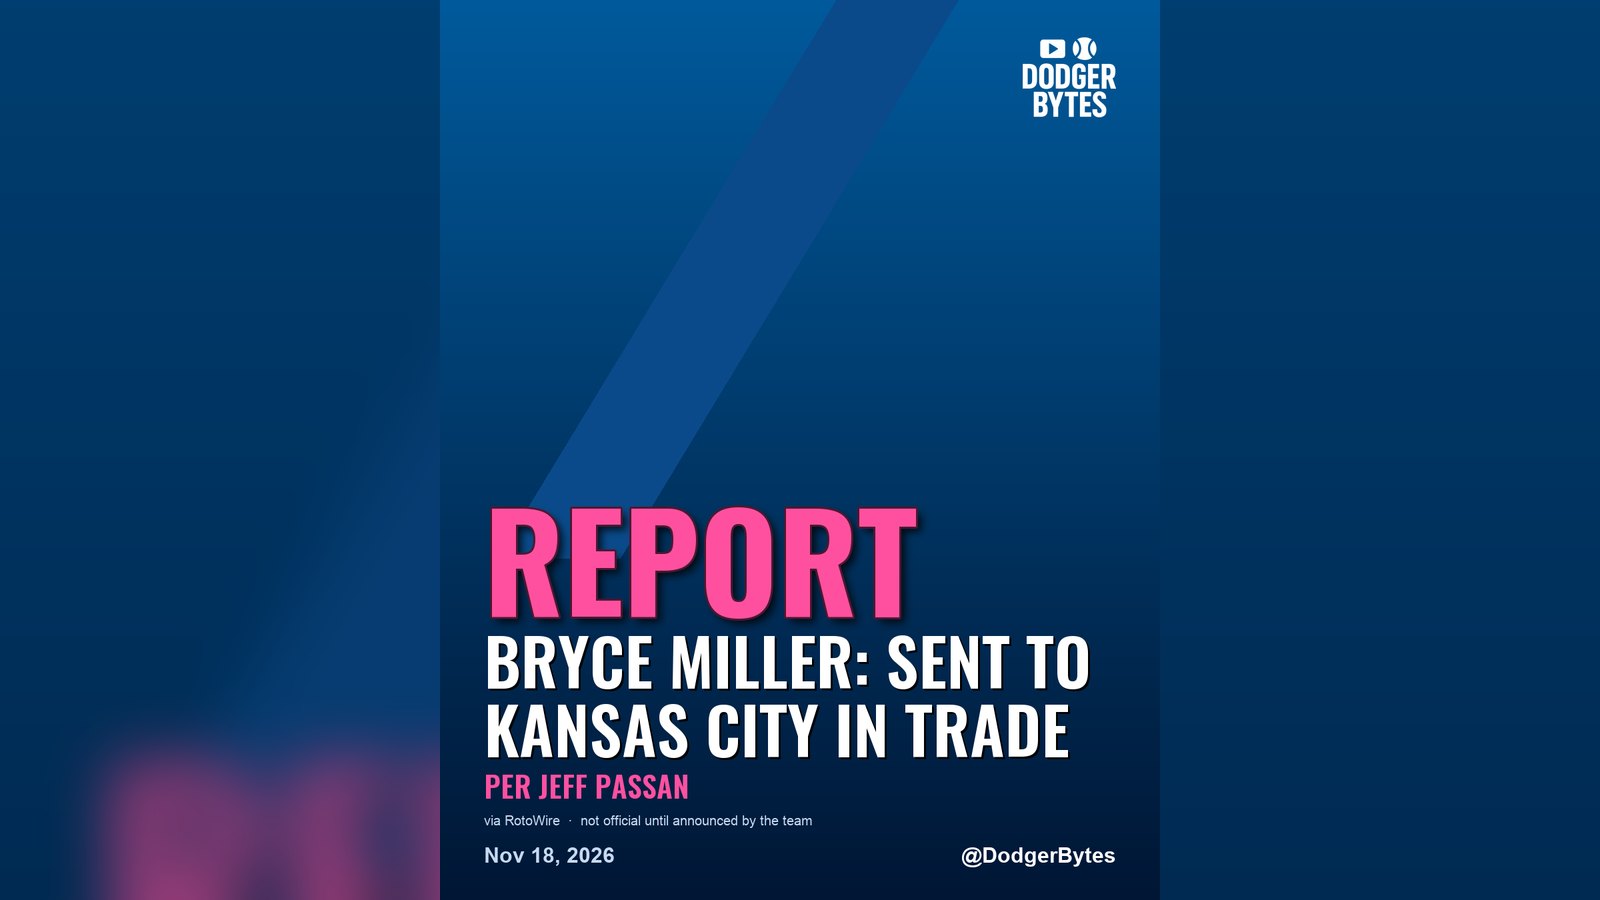 DODGER
BYTES
REPORT
BRYCE MILLER: SENT TO
KANSAS CITY IN TRADE
PER JEFF PASSAN
via RotoWire · not official until announced by the team
Nov 18, 2026
@DodgerBytes